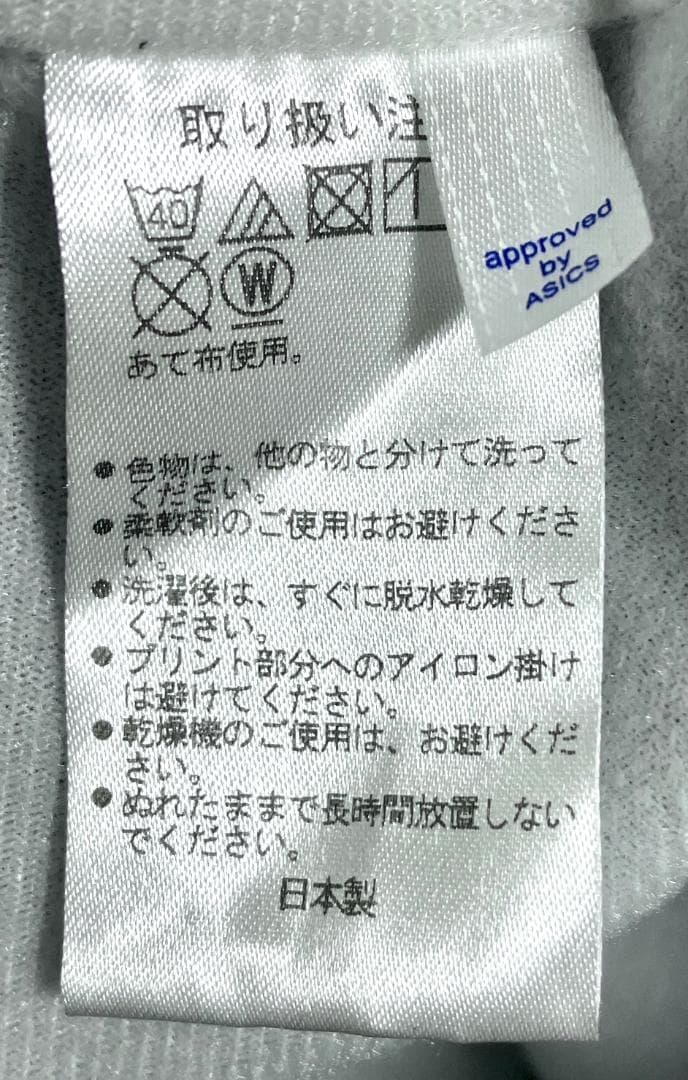 取り扱い注
approved
by
ASICS
40
W
あて布使用。
● 色物は、他の物と分けて洗って
ください。
● 柔軟剤のご使用はお避けくださ
い。
● 洗濯後は、すぐに脱水乾燥して
ください。
● プリント部分へのアイロン掛け
は避けてください。
● 乾燥機のご使用は、お避けくだ
さい。
● ぬれたままで長時間放置しない
でください。
日本製